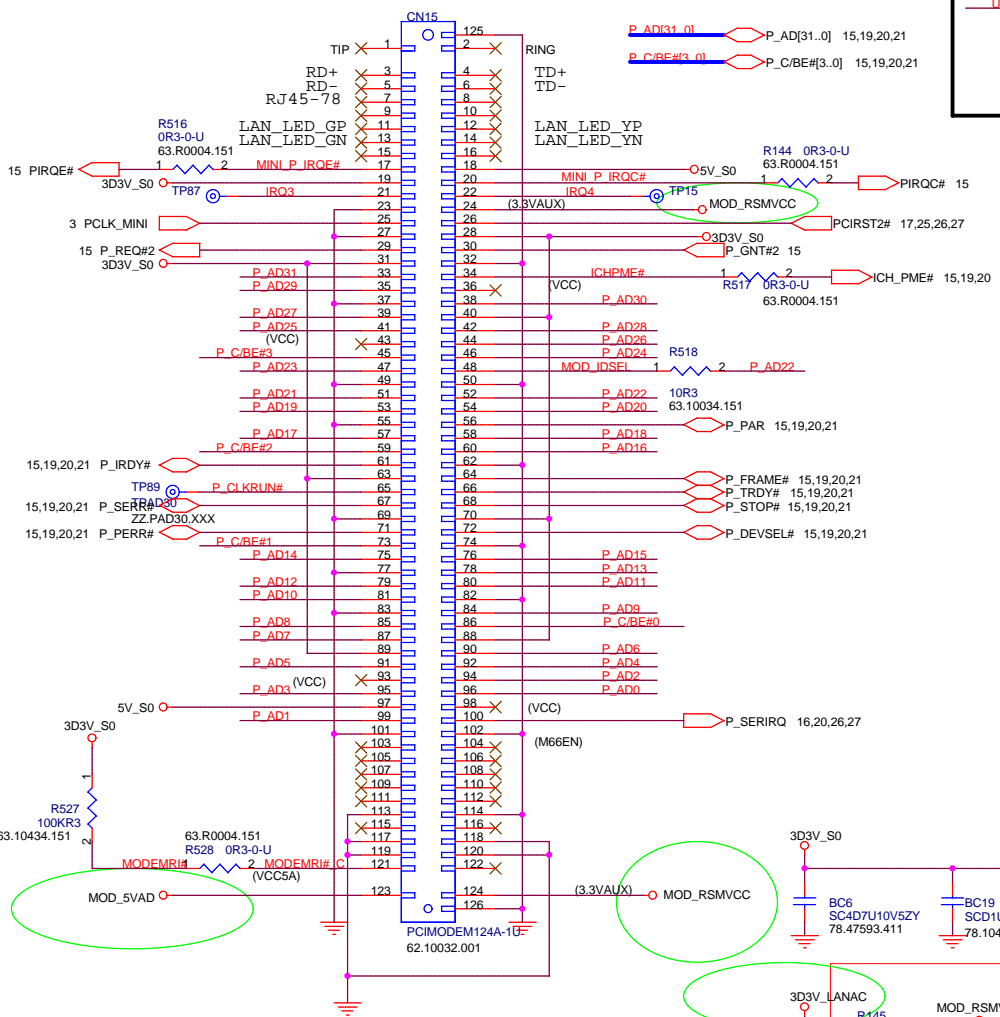 CN15
125
P_AD[31..0] P_AD[31..0] 15,19,20,21
TIP 1 2 RING
P_C/BE#[3..0] P_C/BE#[3..0] 15,19,20,21
RD+ 3 4 TD+
RD- 5 6 TD-
RJ45-78 7 8
9 10
R516
0R3-0-U
63.R0004.151
LAN_LED_GP 11 12 LAN_LED_YP
LAN_LED_GN 13 14 LAN_LED_YN
15 16
R144 0R3-0-U
63.R0004.151
15 PIRQE# 1 2 MINI_P_IRQE# 17 18 5V_S0
3D3V_S0 19 20 MINI_P_IRQC# 1 2 PIRQC# 15
TP87 IRQ3 21 22 IRQ4 TP15
23 24 (3.3VAUX) MOD_RSMVCC
3 PCLK_MINI 25 26 PCIRST2# 17,25,26,27
27 28 3D3V_S0
15 P_REQ#2 29 30 P_GNT#2 15
3D3V_S0 31 32
P_AD31 33 34 ICHPME# 1 2 ICH_PME# 15,19,20
R517 0R3-0-U
63.R0004.151
P_AD29 35 36 (VCC)
37 38 P_AD30
P_AD27 39 40
P_AD25 41 42 P_AD28
(VCC) 43 44 P_AD26
P_C/BE#3 45 46 P_AD24
R518
P_AD23 47 48 MOD_IDSEL 1 2 P_AD22
49 50
10R3
63.10034.151
P_AD21 51 52 P_AD22
P_AD19 53 54 P_AD20
55 56 P_PAR 15,19,20,21
P_AD17 57 58 P_AD18
P_C/BE#2 59 60 P_AD16
15,19,20,21 P_IRDY# 61 62
63 64 P_FRAME# 15,19,20,21
TP89 P_CLKRUN# 65 66 P_TRDY# 15,19,20,21
TPAD30
ZZ.PAD30.XXX
15,19,20,21 P_SERR# 67 68 P_STOP# 15,19,20,21
69 70
15,19,20,21 P_PERR# 71 72 P_DEVSEL# 15,19,20,21
P_C/BE#1 73 74
P_AD14 75 76 P_AD15
77 78 P_AD13
P_AD12 79 80 P_AD11
P_AD10 81 82
83 84 P_AD9
P_AD8 85 86 P_C/BE#0
P_AD7 87 88
89 90 P_AD6
P_AD5 91 92 P_AD4
(VCC) 93 94 P_AD2
P_AD3 95 96 P_AD0
5V_S0 97 98 (VCC)
P_AD1 99 100 P_SERIRQ 16,20,26,27
3D3V_S0
101 102
103 104 (M66EN)
105 106
107 108
109 110
111 112
1
R527
100KR3
63.10434.151
2
113 114
115 116
117 118
119 120
63.R0004.151
R528 0R3-0-U
MODEMRI# 1 2 MODEMRI#_C 121 122
(VCC5A)
MOD_5VAD 123 124 (3.3VAUX) MOD_RSMVCC
126
PCIMODEM124A-1U
62.10032.001
3D3V_S0
BC6
SC4D7U10V5ZY
78.47593.411
BC19
SCD1U
78.104
3D3V_LANAC
R145
MOD_RSM